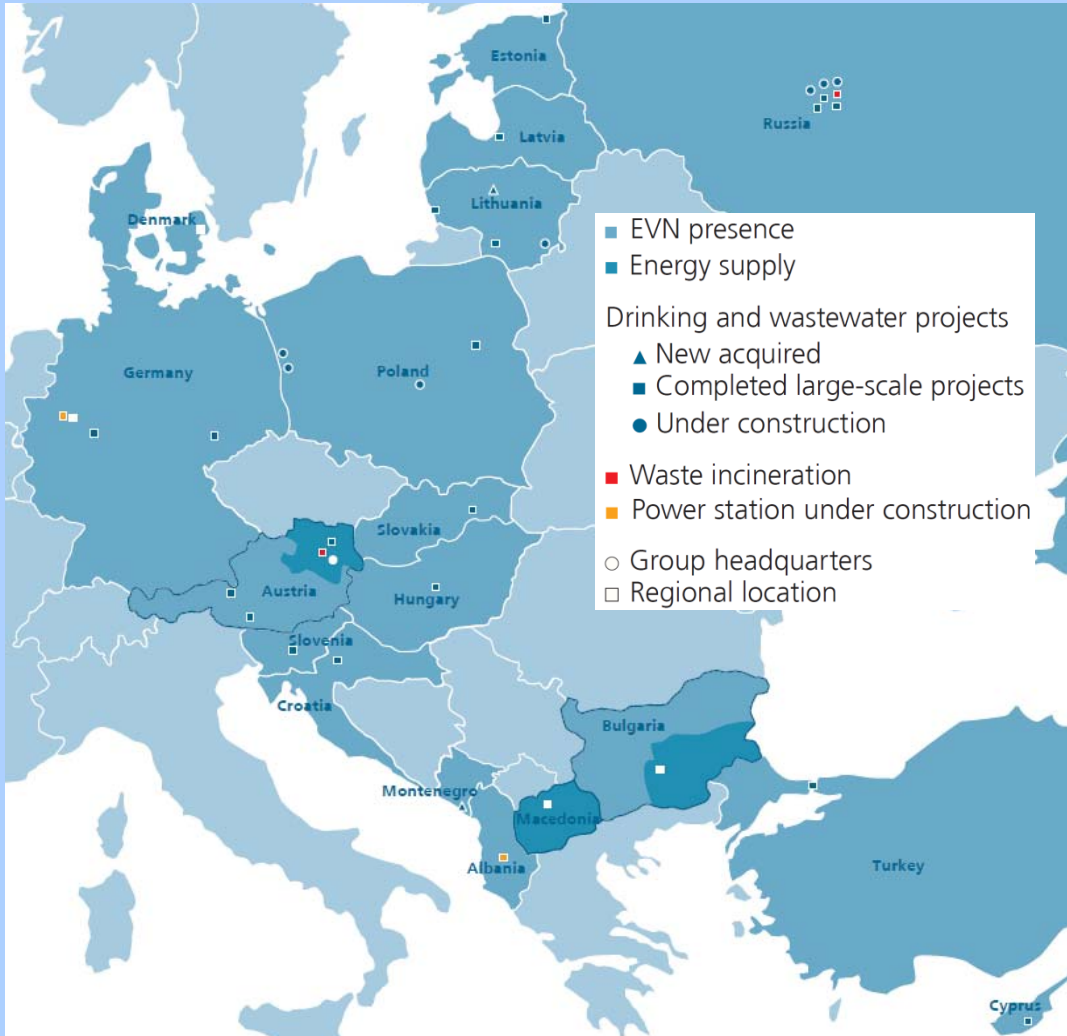 Estonia
Russia
Latvia
Lithuania
Denmark
EVN presence
Energy supply
Drinking and wastewater projects
New acquired
Completed large-scale projects
Under construction
Waste incineration
Power station under construction
Group headquarters
Regional location
Germany
Poland
Slovakia
Austria
Hungary
Slovenia
Croatia
Bulgaria
Montenegro
Macedonia
Albania
Turkey
Cyprus